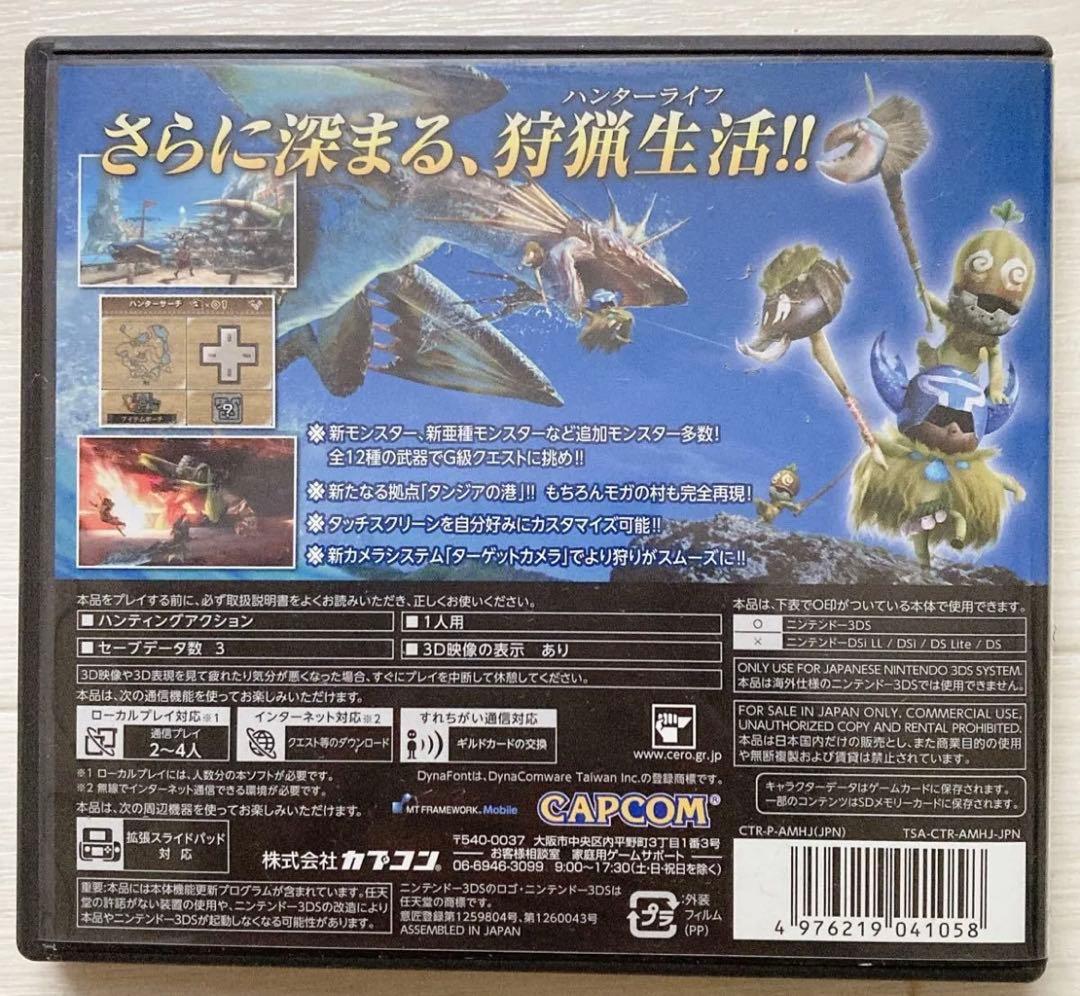 ハンターライフ
さらに深まる、狩猟生活!!
ハンターサーチ
アイテムポーチ
※新モンスター、新亜種モンスターなど追加モンスター多数!
全12種の武器でG級クエストに挑め!!
※新たなる拠点「タンジアの港」!! もちろんモガの村も完全再現!
※タッチスクリーンを自分好みにカスタマイズ可能!!
※新カメラシステム「ターゲットカメラ」でより狩りがスムーズに!!
本品をプレイする前に、必ず取扱説明書をよくお読みいただき、正しくお使いください。
■ハンティングアクション
■1人用
■セーブデータ数 3
■3D映像の表示 あり
3D映像や3D表現を見て疲れたり気分が悪くなった場合、すぐにプレイを中断して休憩してください。
本品は、次の通信機能を使ってお楽しみいただけます。
ローカルプレイ対応※1
通信プレイ
2〜4人
インターネット対応※2
クエスト等のダウンロード
すれちがい通信対応
ギルドカードの交換
※1 ローカルプレイには、人数分の本ソフトが必要です。
※2 無線でインターネット通信できる環境が必要です。
本品は、次の周辺機器を使ってお楽しみいただけます。
拡張スライドパッド
対応
www.cero.gr.jp
DynaFontは、DynaComware Taiwan Inc.の登録商標です。
MT FRAMEWORK Mobile
CAPCOM®
株式会社カプコン
〒540-0037 大阪市中央区内平野町3丁目1番3号
お客様相談室 家庭用ゲームサポート
06-6946-3099 9:00〜17:30(土・日・祝日を除く)
重要:本品には本体機能更新プログラムが含まれています。任天
堂の許諾がない装置の使用や、ニンテンドー3DSの改造により
本品やニンテンドー3DSが起動しなくなる可能性があります。
ニンテンドー3DSのロゴ・ニンテンドー3DSは
任天堂の商標です。
意匠登録第1259804号、第1260043号
ASSEMBLED IN JAPAN
プラ
:外装
フィルム
(PP)
本品は、下表で○印がついている本体で使用できます。
○ ニンテンドー3DS
× ニンテンドーDSi LL / DSi / DS Lite / DS
ONLY USE FOR JAPANESE NINTENDO 3DS SYSTEM.
本品は海外仕様のニンテンドー3DSでは使用できません。
FOR SALE IN JAPAN ONLY. COMMERCIAL USE,
UNAUTHORIZED COPY AND RENTAL PROHIBITED.
本品は日本国内だけの販売とし、また商業目的の使用
や無断複製および賃貸は禁止されています。
キャラクターデータはゲームカードに保存されます。
一部のコンテンツはSDメモリーカードに保存されます。
CTR-P-AMHJ(JPN)
TSA-CTR-AMHJ-JPN
4 976219 041058